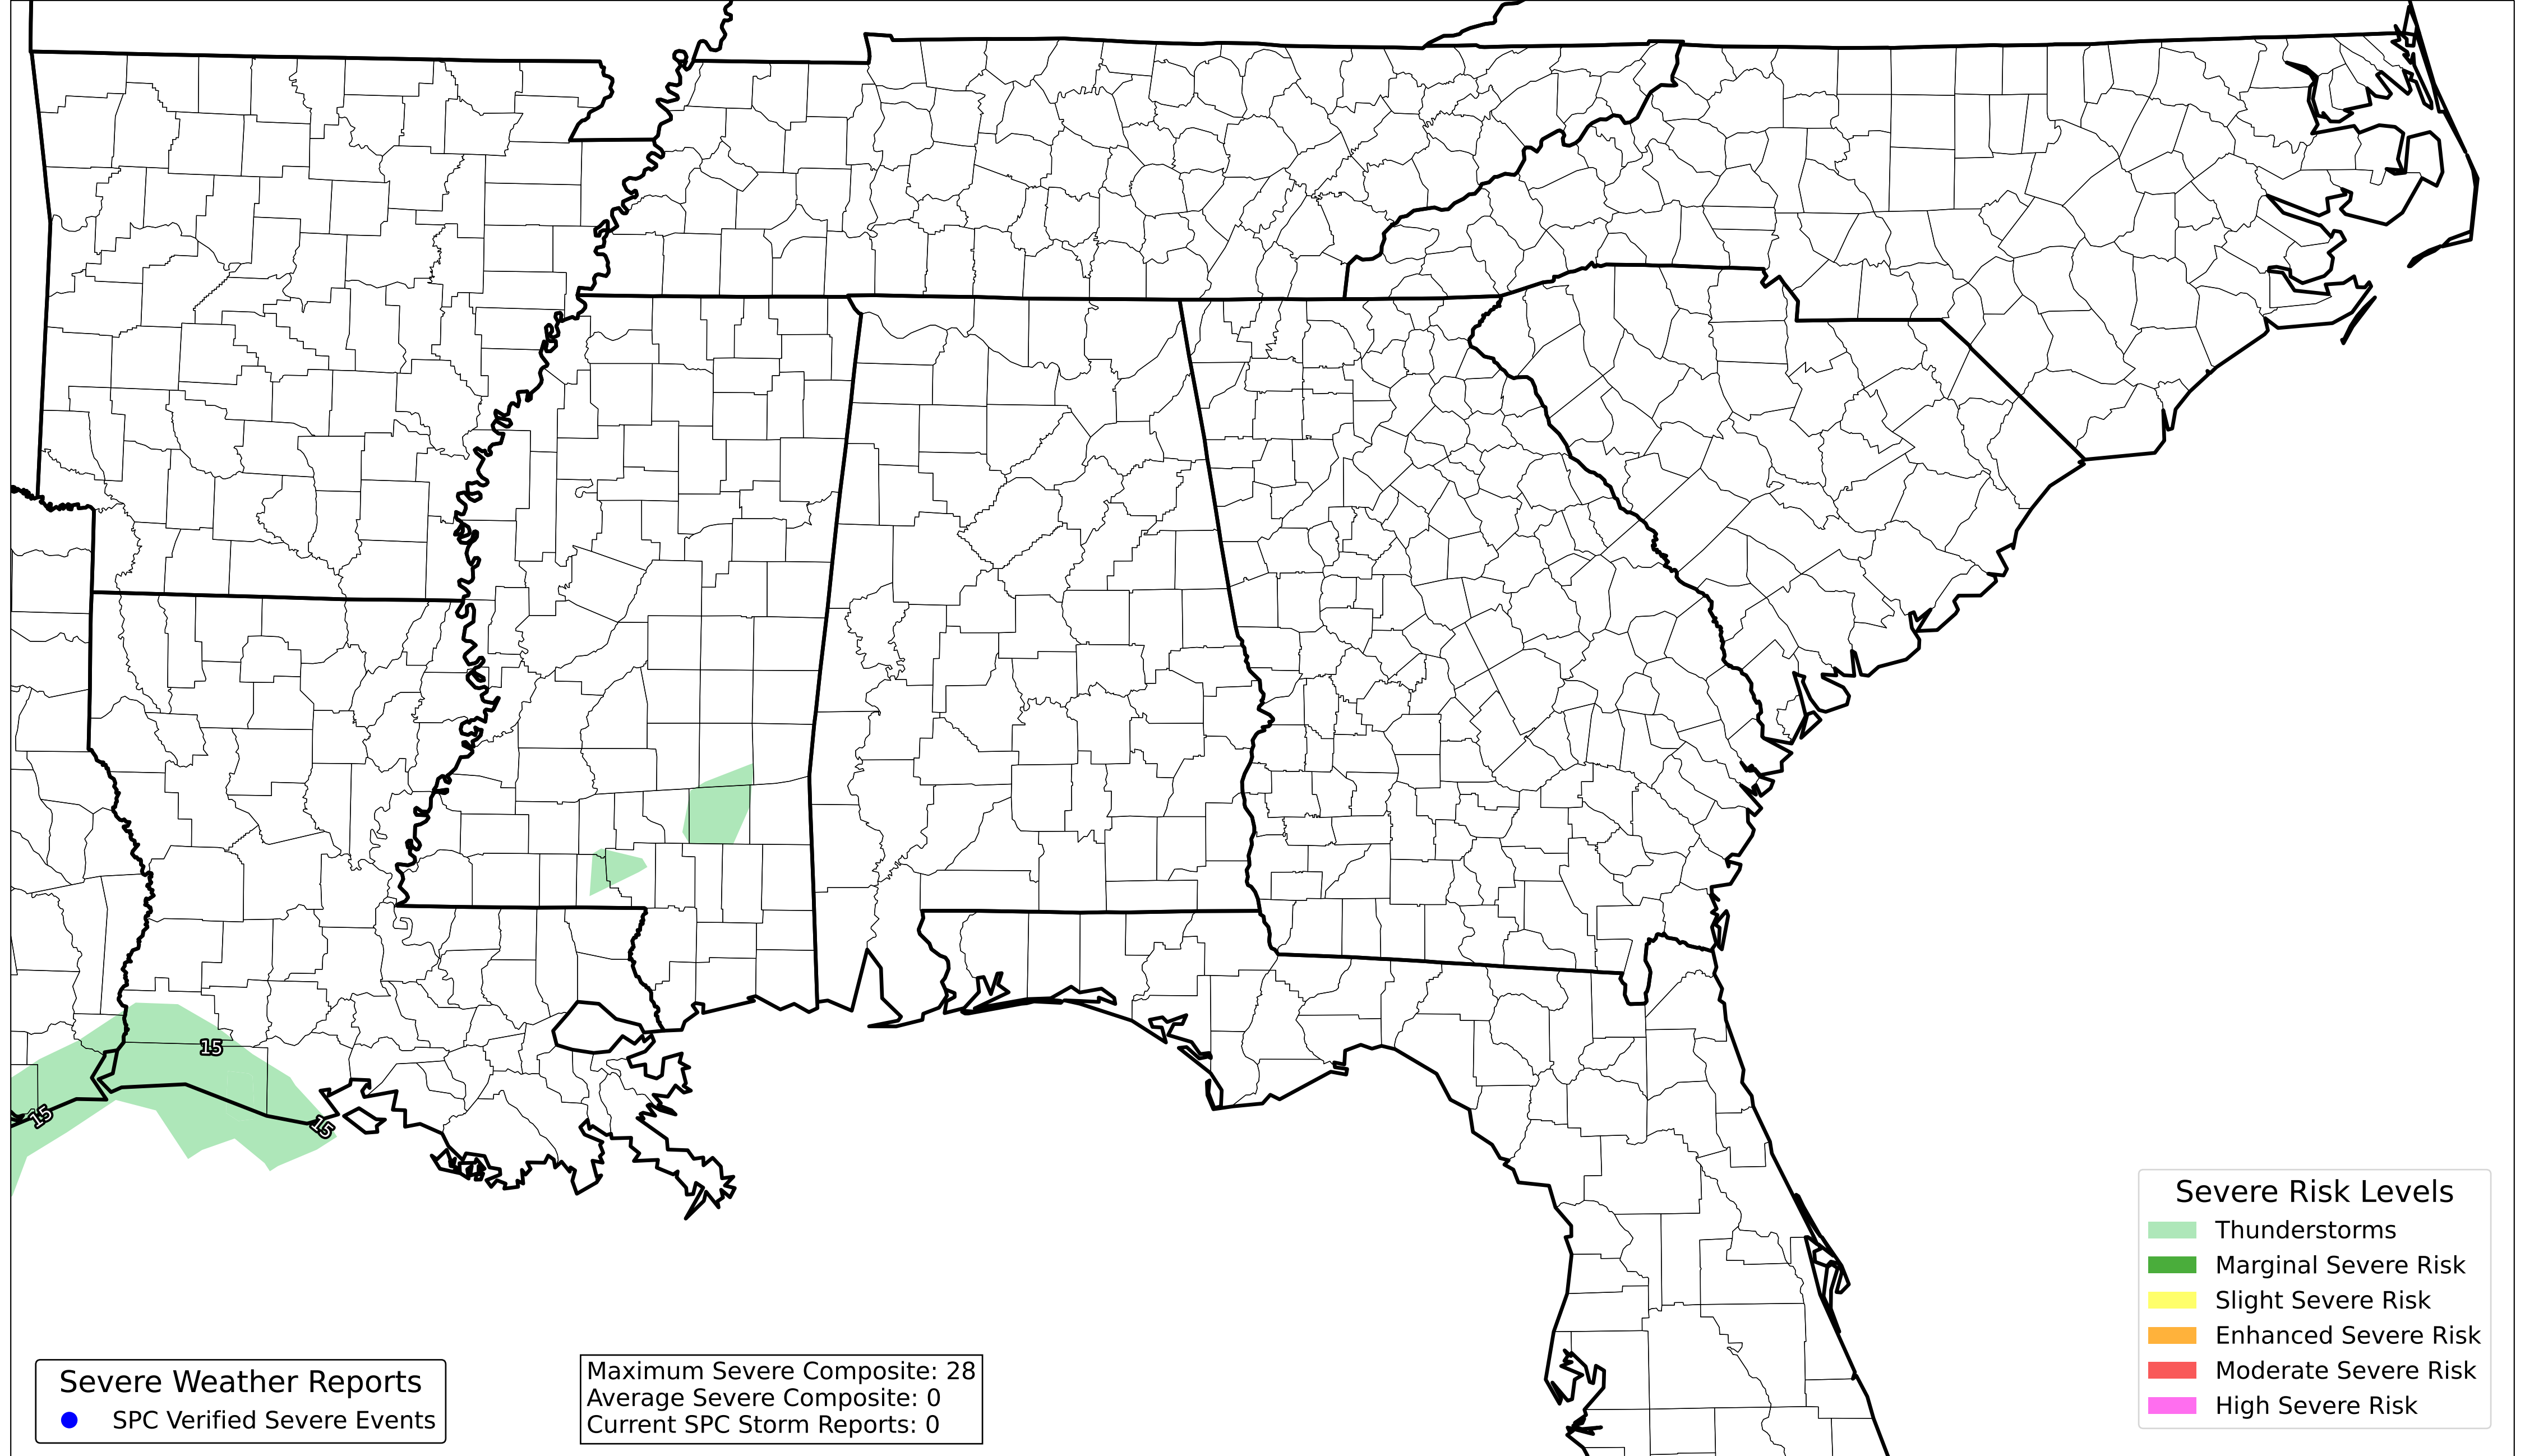 15
15
15
Severe Risk Levels
Thunderstorms
Marginal Severe Risk
Slight Severe Risk
Enhanced Severe Risk
Moderate Severe Risk
High Severe Risk
Severe Weather Reports
SPC Verified Severe Events
Maximum Severe Composite: 28
Average Severe Composite: 0
Current SPC Storm Reports: 0